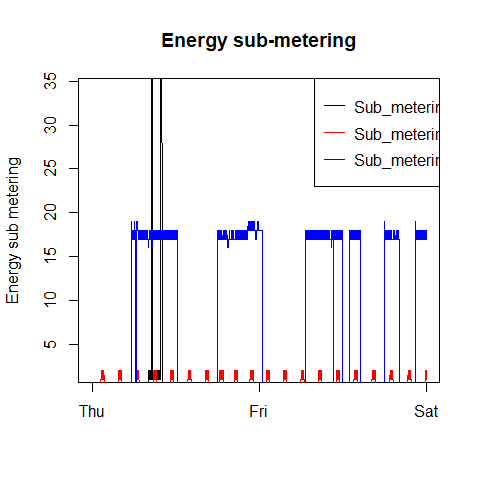 Energy sub-metering
Energy sub metering
35
30
25
20
15
10
5
Sub_meterin
Sub_meterin
Sub_meterin
Thu
Fri
Sat